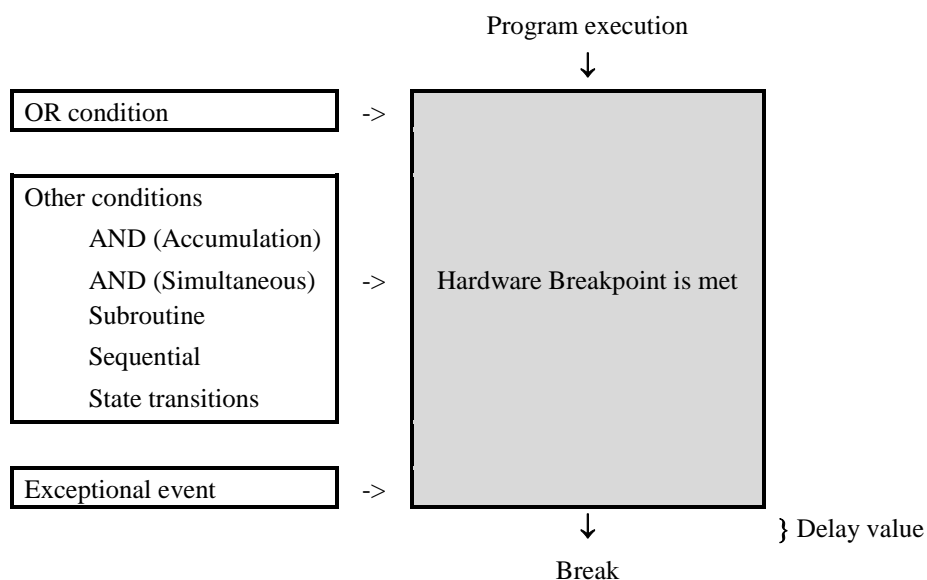 Program execution
↓
OR condition ->
Other conditions
AND (Accumulation)
AND (Simultaneous) -> Hardware Breakpoint is met
Subroutine
Sequential
State transitions
Exceptional event ->
↓
} Delay value
Break